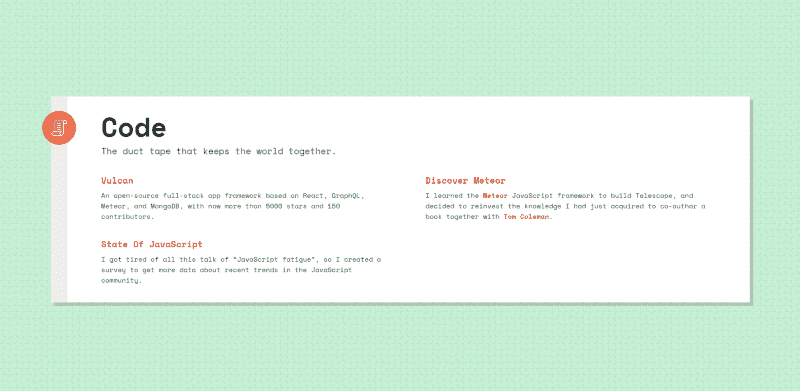 Code
The duct tape that keeps the world together.
Vulcan
An open-source full-stack app framework based on React, GraphQL,
Meteor, and MongoDB, with now more than 5000 stars and 150
contributors.
Discover Meteor
I learned the Meteor JavaScript framework to build Telescope, and
decided to reinvest the knowledge I had just acquired to co-author a
book together with Tom Coleman.
State Of JavaScript
I got tired of all this talk of "JavaScript fatigue", so I created a
survey to get more data about recent trends in the JavaScript
community.